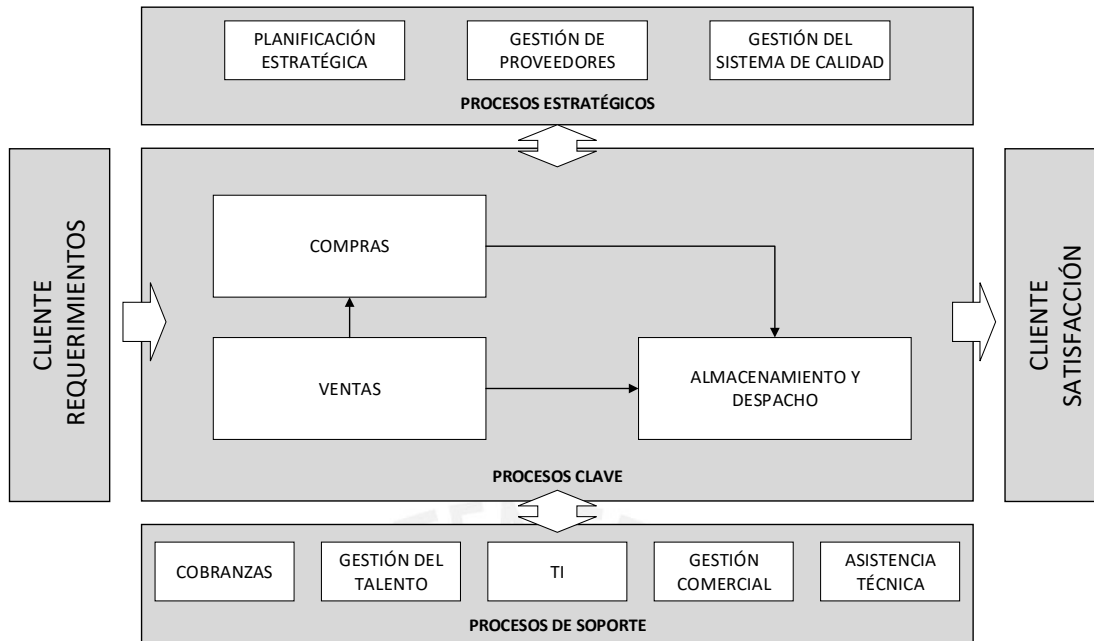 PLANIFICACIÓN
ESTRATÉGICA
GESTIÓN DE
PROVEEDORES
GESTIÓN DEL
SISTEMA DE CALIDAD
PROCESOS ESTRATÉGICOS
CLIENTE
REQUERIMIENTOS
COMPRAS
VENTAS
ALMACENAMIENTO Y
DESPACHO
PROCESOS CLAVE
CLIENTE
SATISFACCIÓN
COBRANZAS
GESTIÓN DEL
TALENTO
TI
GESTIÓN
COMERCIAL
ASISTENCIA
TÉCNICA
PROCESOS DE SOPORTE